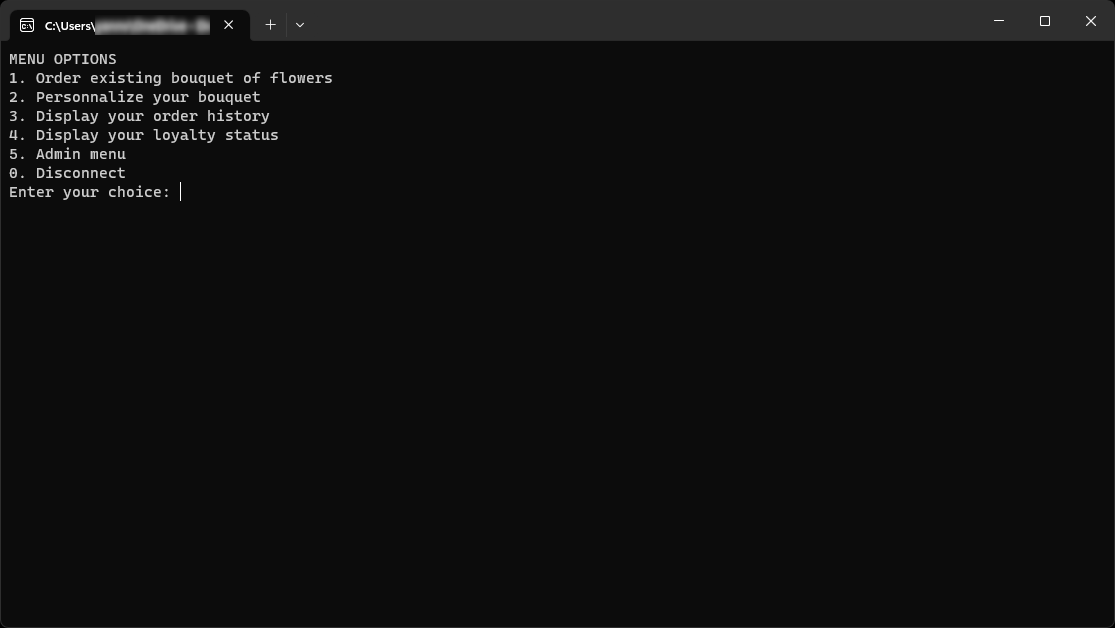 C:\Users\
MENU OPTIONS
1. Order existing bouquet of flowers
2. Personnalize your bouquet
3. Display your order history
4. Display your loyalty status
5. Admin menu
0. Disconnect
Enter your choice: